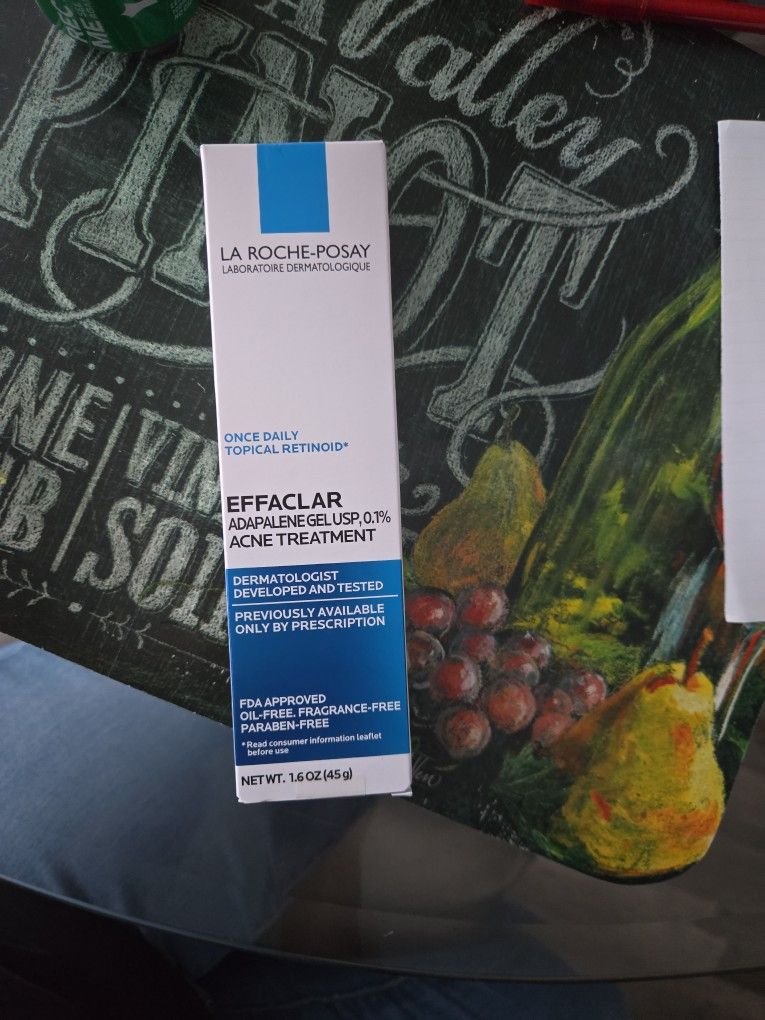 Valley
PINOT
LA ROCHE-POSAY
LABORATOIRE DERMATOLOGIQUE
ONCE DAILY
TOPICAL RETINOID*
EFFACLAR
ADAPALENE GEL USP, 0.1%
ACNE TREATMENT
DERMATOLOGIST
DEVELOPED AND TESTED
PREVIOUSLY AVAILABLE
ONLY BY PRESCRIPTION
FDA APPROVED
OIL-FREE. FRAGRANCE-FREE
PARABEN-FREE
*Read consumer information leaflet
before use
NET WT. 1.6 OZ (45 g)